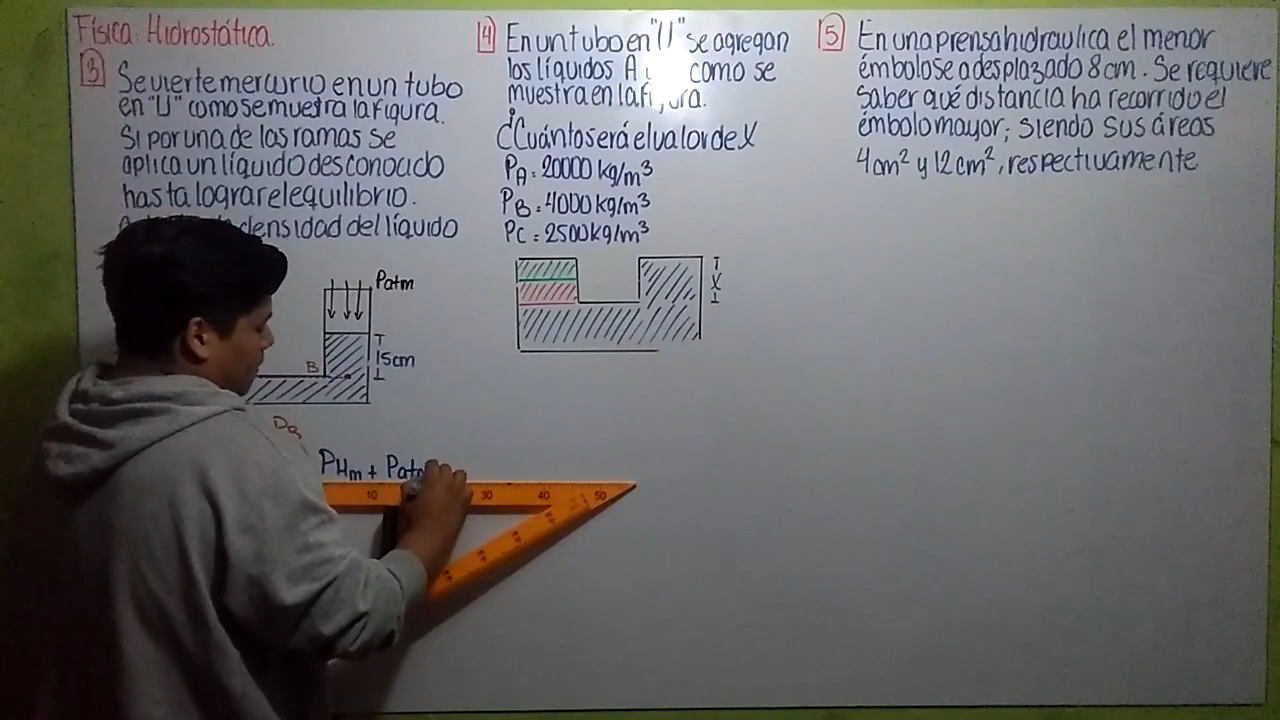 Física: Hidrostática.
3
Se vierte mercurio en un tubo
en "U" como se muestra la figura.
Si por una de las ramas se
aplica un líquido desconocido
hasta lograr el equilibrio.
densidad del líquido
Patm
15cm
B
PHm + Pat
10
30
40
50
4
En un tubo en "U" se agregan
los líquidos A como se
muestra en la figura.
¿Cuánto será el valor de X
PA = 20000 kg/m³
PB = 4000 kg/m³
PC = 2500 kg/m³
X
5
En una prensa hidraulica el menor
émbolo se a desplazado 8cm. Se requiere
saber qué distancia ha recorrido el
émbolo mayor; siendo sus áreas
4cm² y 12cm², respectivamente